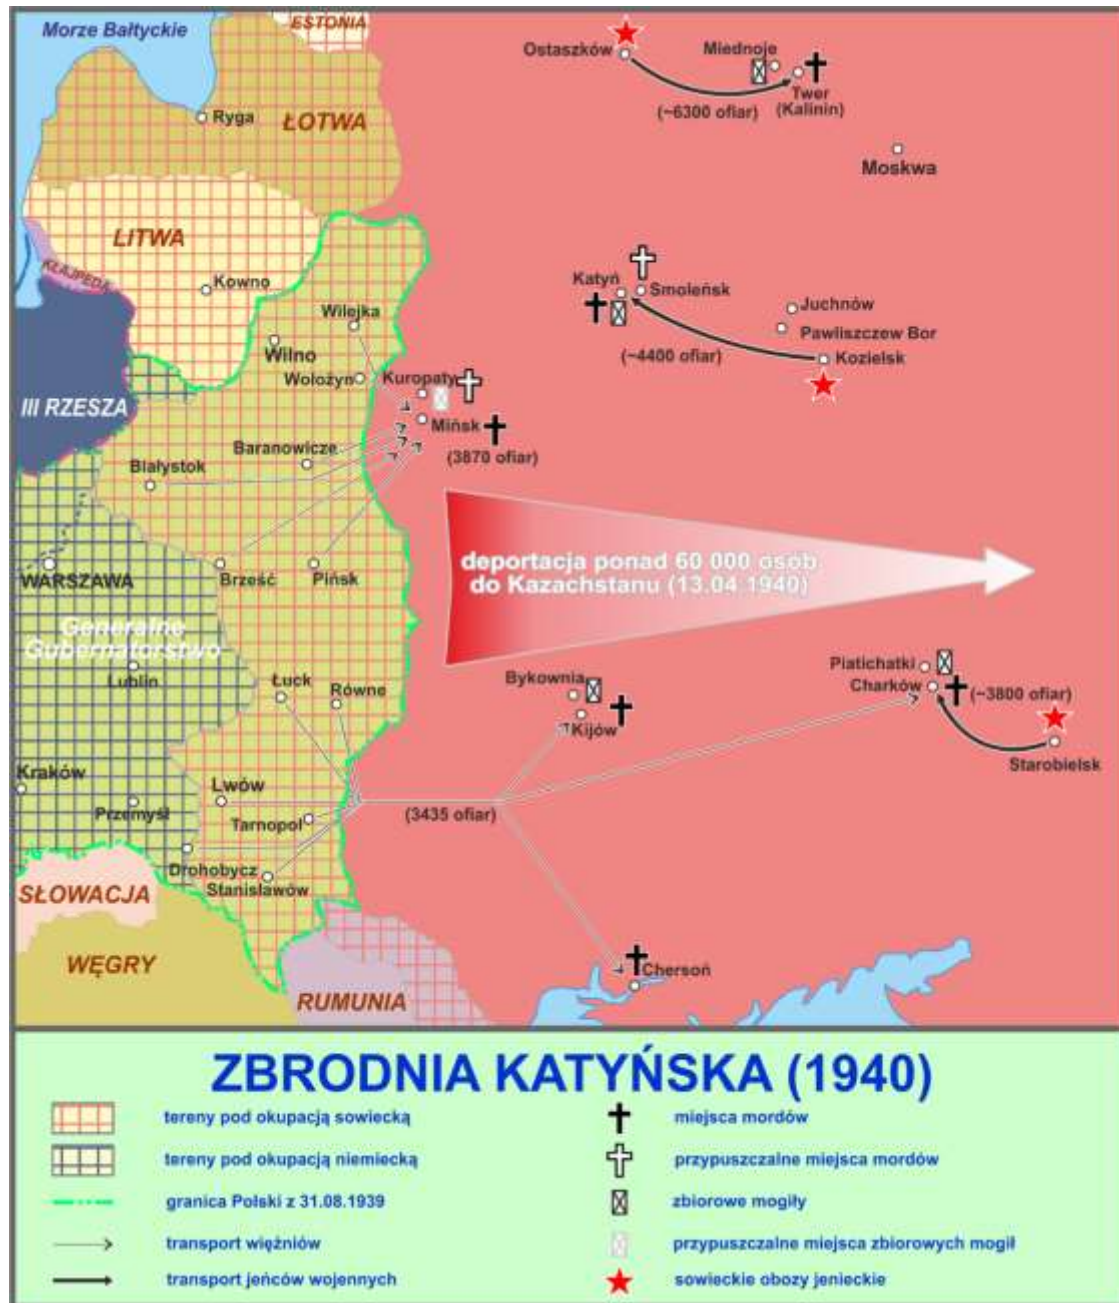 Morze Bałtyckie
ESTONIA
Ostaszków
Miednoje
Twer
(Kalinin)
(~6300 ofiar)
Ryga
ŁOTWA
Moskwa
LITWA
KŁAJPEDA
Kowno
Katyń
Smoleńsk
Juchnów
Pawliszczew Bor
(~4400 ofiar)
Kozielsk
Wilejka
Wilno
Wołożyn
Kuropaty
III RZESZA
Mińsk
(3870 ofiar)
Baranowicze
Białystok
deportacja ponad 60 000 osób
do Kazachstanu (13.04.1940)
WARSZAWA
Brześć
Pińsk
Generalne
Gubernatorstwo
Lublin
Łuck
Równe
Bykownia
Kijów
Piatichatki
Charków
(~3800 ofiar)
Starobielsk
Kraków
Przemyśl
Lwów
Tarnopol
(3435 ofiar)
Drohobycz
Stanisławów
SŁOWACJA
WĘGRY
RUMUNIA
Chersoń
ZBRODNIA KATYŃSKA (1940)
tereny pod okupacją sowiecką
tereny pod okupacją niemiecką
granica Polski z 31.08.1939
transport więźniów
transport jeńców wojennych
miejsca mordów
przypuszczalne miejsca mordów
zbiorowe mogiły
przypuszczalne miejsca zbiorowych mogił
sowieckie obozy jenieckie